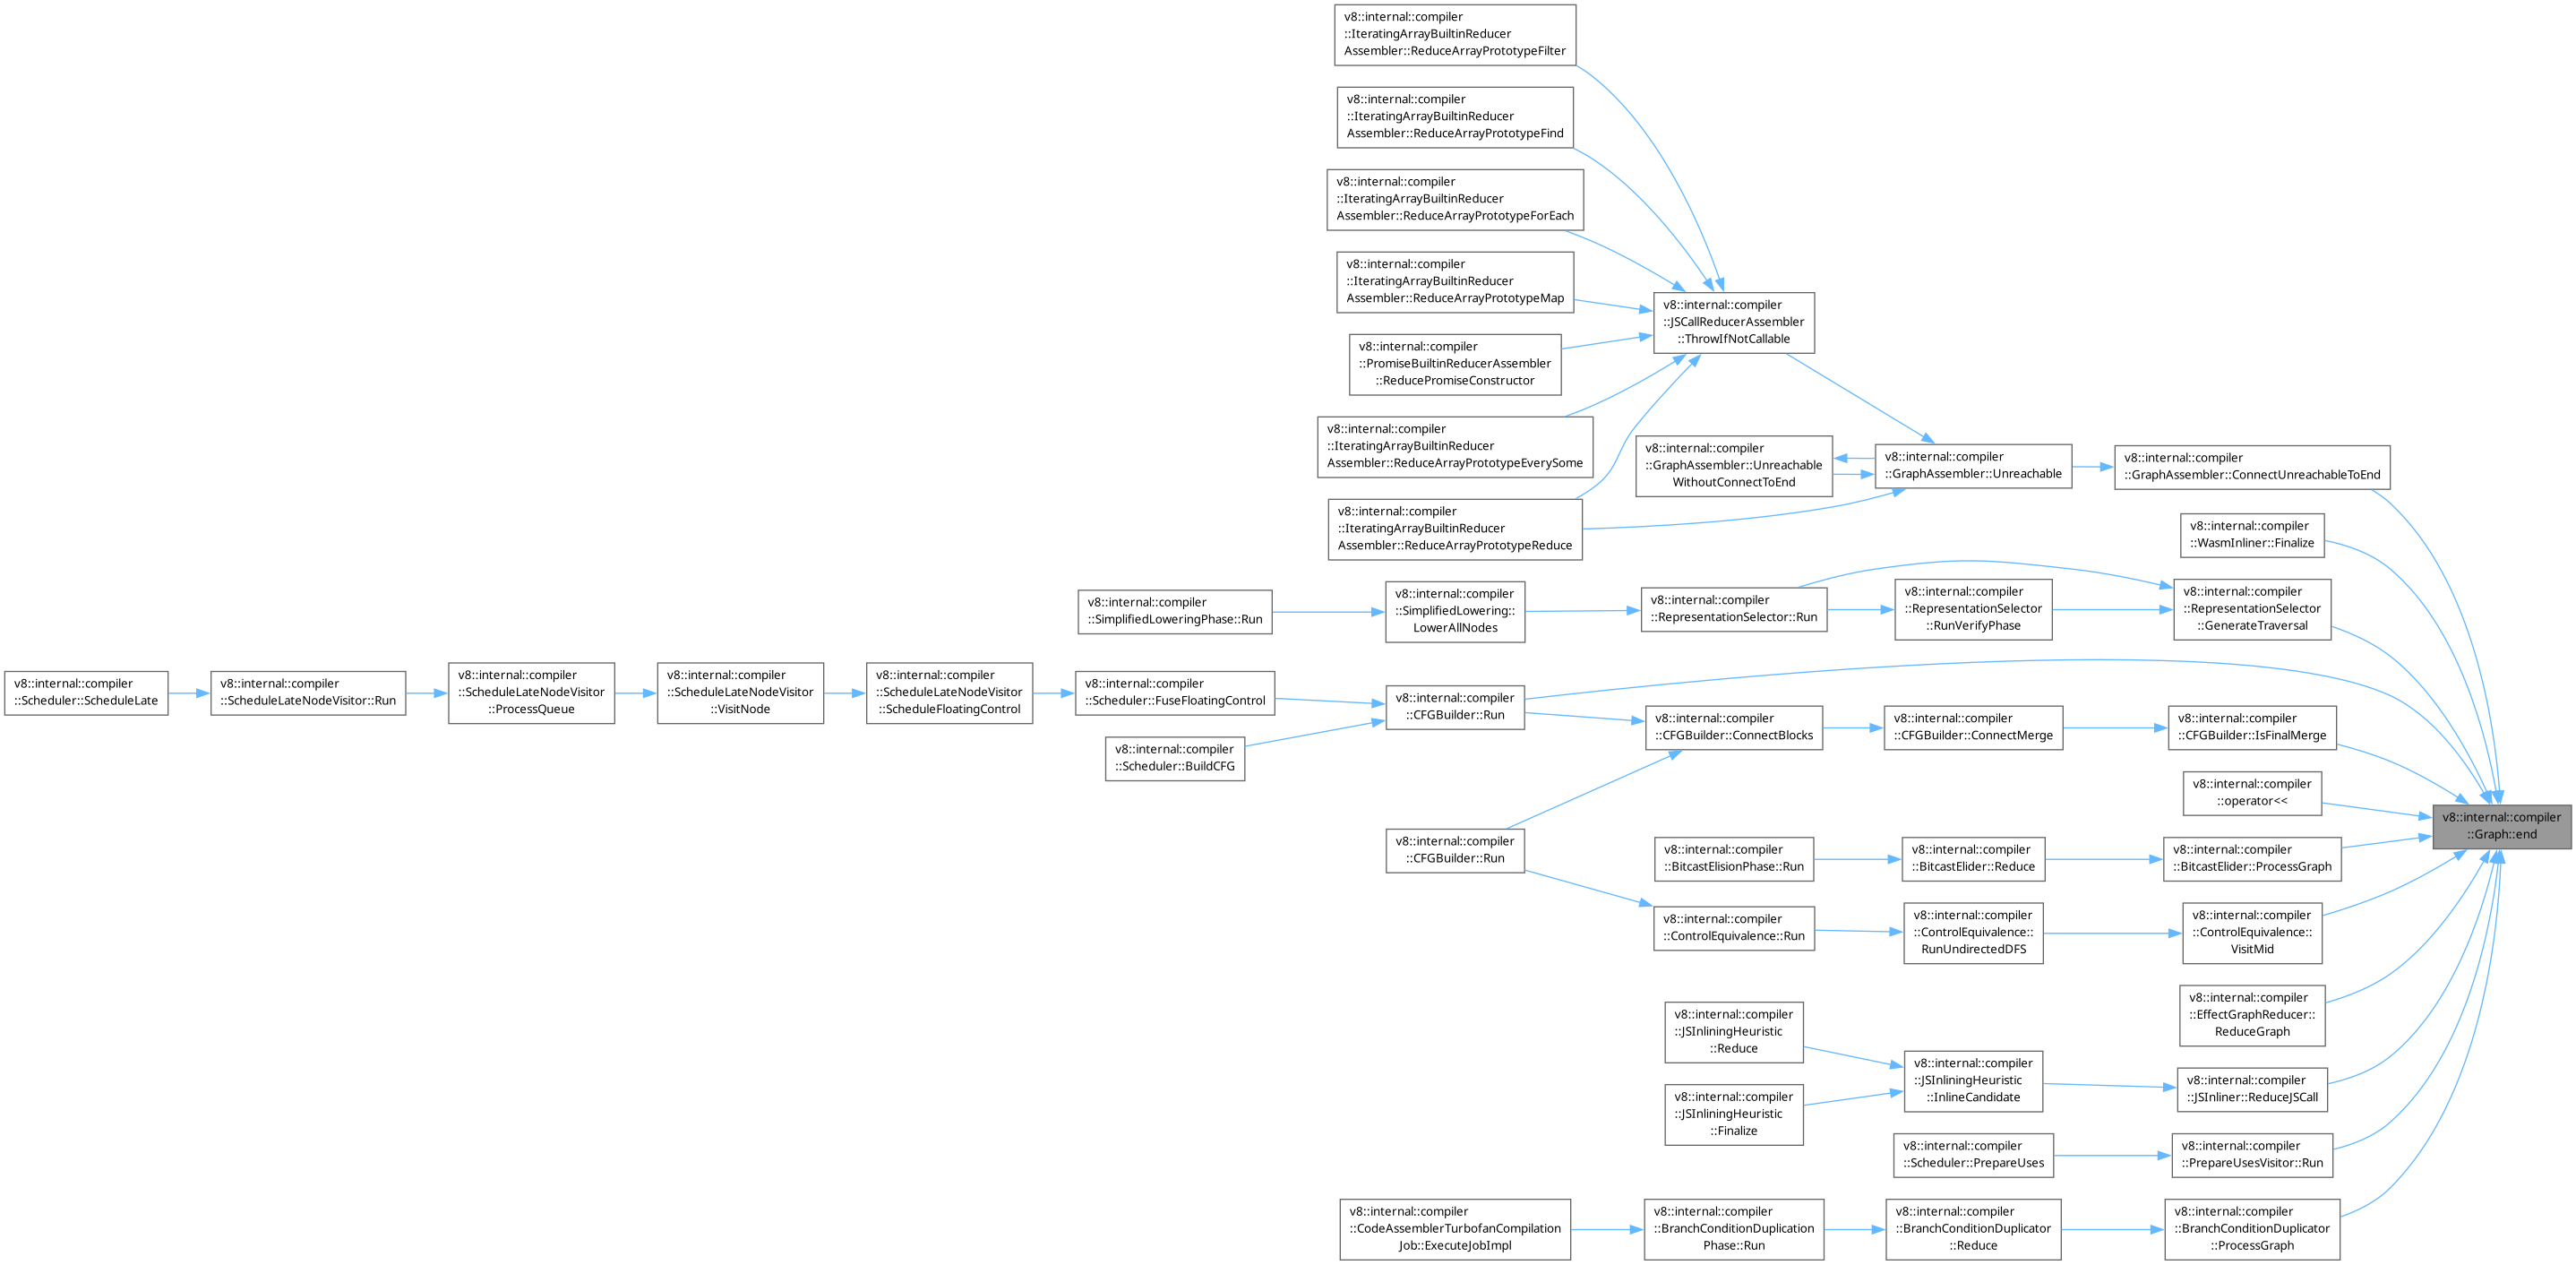 v8::internal::compiler
::IteratingArrayBuiltinReducer
Assembler::ReduceArrayPrototypeFilter
v8::internal::compiler
::IteratingArrayBuiltinReducer
Assembler::ReduceArrayPrototypeFind
v8::internal::compiler
::IteratingArrayBuiltinReducer
Assembler::ReduceArrayPrototypeForEach
v8::internal::compiler
::IteratingArrayBuiltinReducer
Assembler::ReduceArrayPrototypeMap
v8::internal::compiler
::JSCallReducerAssembler
::ThrowIfNotCallable
v8::internal::compiler
::PromiseBuiltinReducerAssembler
::ReducePromiseConstructor
v8::internal::compiler
::IteratingArrayBuiltinReducer
Assembler::ReduceArrayPrototypeEverySome
v8::internal::compiler
::GraphAssembler::Unreachable
WithoutConnectToEnd
v8::internal::compiler
::GraphAssembler::Unreachable
v8::internal::compiler
::GraphAssembler::ConnectUnreachableToEnd
v8::internal::compiler
::IteratingArrayBuiltinReducer
Assembler::ReduceArrayPrototypeReduce
v8::internal::compiler
::WasmInliner::Finalize
v8::internal::compiler
::SimplifiedLoweringPhase::Run
v8::internal::compiler
::SimplifiedLowering::
LowerAllNodes
v8::internal::compiler
::RepresentationSelector::Run
v8::internal::compiler
::RepresentationSelector
::RunVerifyPhase
v8::internal::compiler
::RepresentationSelector
::GenerateTraversal
v8::internal::compiler
::Scheduler::ScheduleLate
v8::internal::compiler
::ScheduleLateNodeVisitor::Run
v8::internal::compiler
::ScheduleLateNodeVisitor
::ProcessQueue
v8::internal::compiler
::ScheduleLateNodeVisitor
::VisitNode
v8::internal::compiler
::ScheduleLateNodeVisitor
::ScheduleFloatingControl
v8::internal::compiler
::Scheduler::FuseFloatingControl
v8::internal::compiler
::CFGBuilder::Run
v8::internal::compiler
::CFGBuilder::ConnectBlocks
v8::internal::compiler
::CFGBuilder::ConnectMerge
v8::internal::compiler
::CFGBuilder::IsFinalMerge
v8::internal::compiler
::Scheduler::BuildCFG
v8::internal::compiler
::operator<<
v8::internal::compiler
::Graph::end
v8::internal::compiler
::CFGBuilder::Run
v8::internal::compiler
::BitcastElisionPhase::Run
v8::internal::compiler
::BitcastElider::Reduce
v8::internal::compiler
::BitcastElider::ProcessGraph
v8::internal::compiler
::ControlEquivalence::Run
v8::internal::compiler
::ControlEquivalence::
RunUndirectedDFS
v8::internal::compiler
::ControlEquivalence::
VisitMid
v8::internal::compiler
::EffectGraphReducer::
ReduceGraph
v8::internal::compiler
::JSInliningHeuristic
::Reduce
v8::internal::compiler
::JSInliningHeuristic
::InlineCandidate
v8::internal::compiler
::JSInliner::ReduceJSCall
v8::internal::compiler
::JSInliningHeuristic
::Finalize
v8::internal::compiler
::Scheduler::PrepareUses
v8::internal::compiler
::PrepareUsesVisitor::Run
v8::internal::compiler
::CodeAssemblerTurbofanCompilation
Job::ExecuteJobImpl
v8::internal::compiler
::BranchConditionDuplication
Phase::Run
v8::internal::compiler
::BranchConditionDuplicator
::Reduce
v8::internal::compiler
::BranchConditionDuplicator
::ProcessGraph